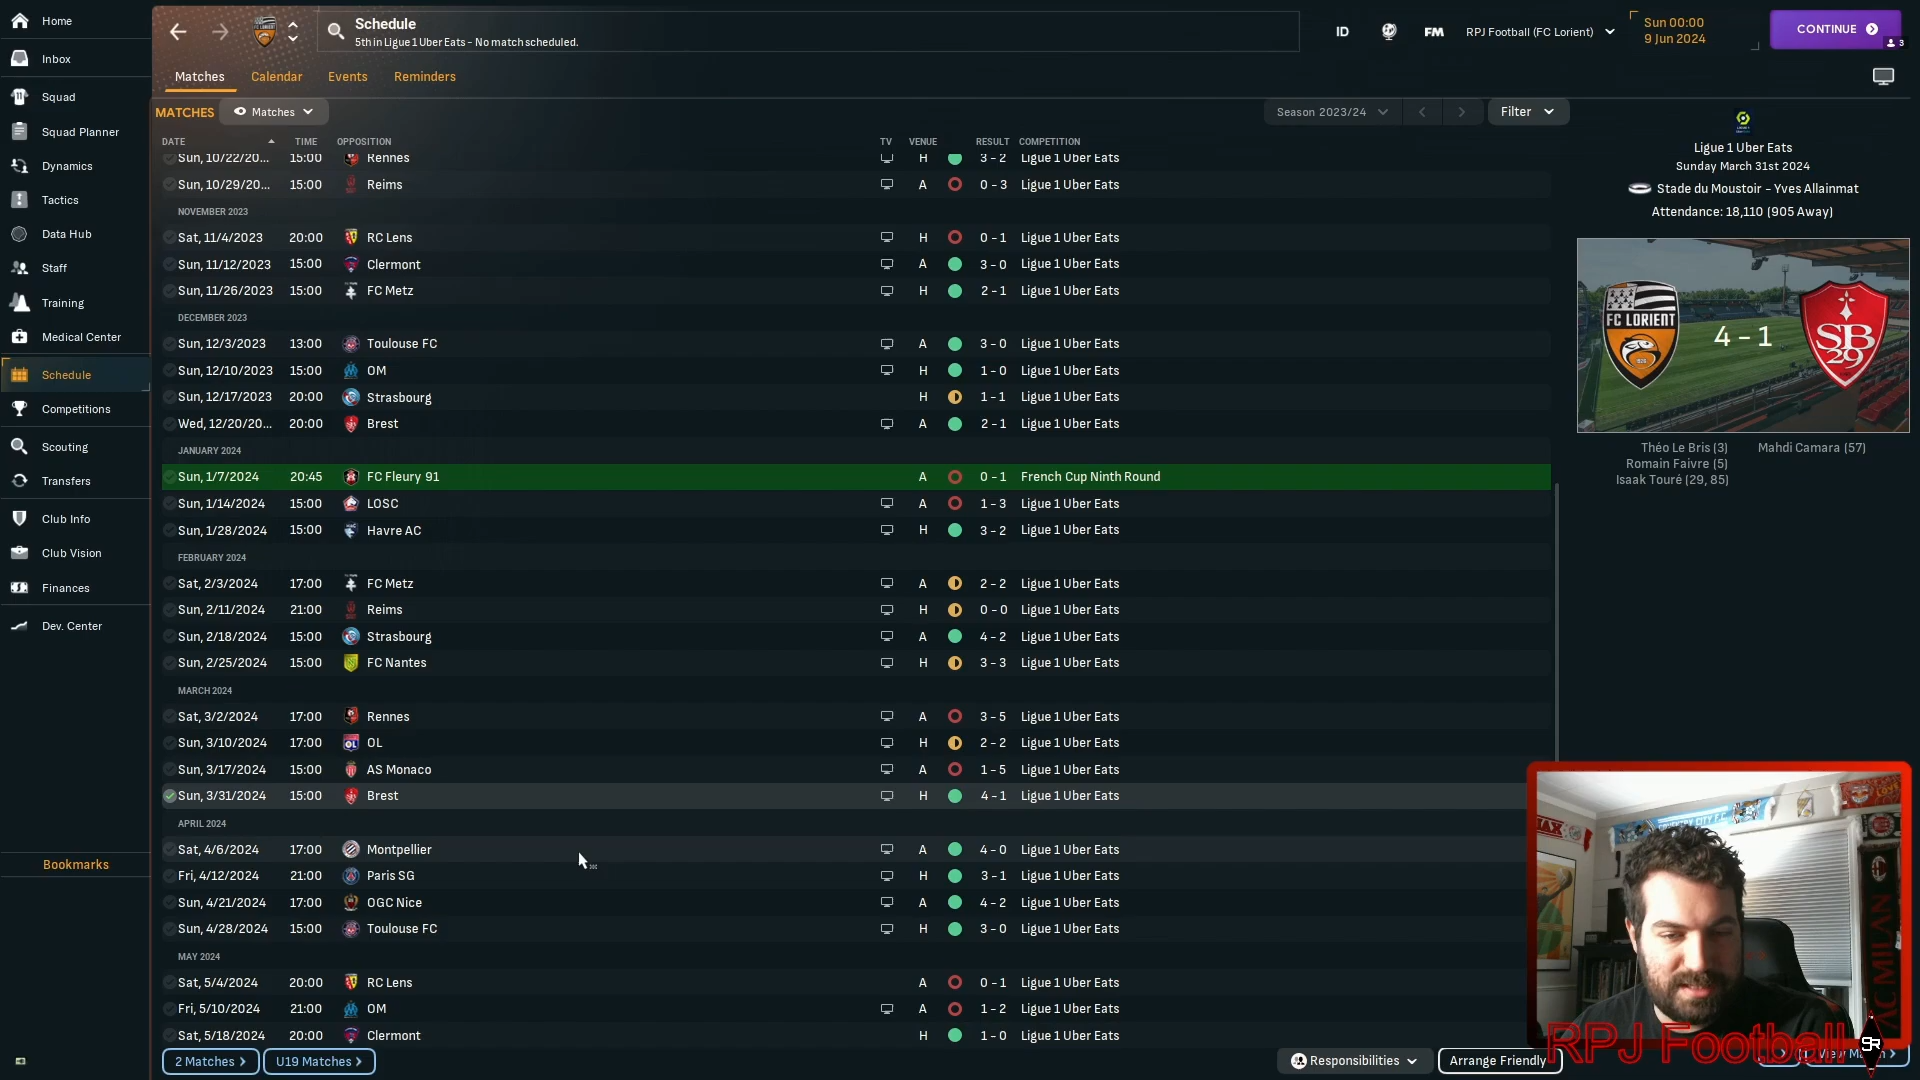 Home
Inbox
Squad
Squad Planner
Dynamics
Tactics
Data Hub
Staff
Training
Medical Center
Schedule
Competitions
Scouting
Transfers
Club Info
Club Vision
Finances
Dev. Center
Bookmarks
Schedule
5th in Ligue 1 Uber Eats - No match scheduled.
ID
FM
RPJ Football (FC Lorient)
Sun 00:00
9 Jun 2024
CONTINUE
3
Matches Calendar Events Reminders
MATCHES Matches
Season 2023/24
Filter
DATE TIME OPPOSITION TV VENUE RESULT COMPETITION
Sun, 10/22/20... 15:00 Rennes H 3 - 2 Ligue 1 Uber Eats
Sun, 10/29/20... 15:00 Reims A 0 - 3 Ligue 1 Uber Eats
NOVEMBER 2023
Sat, 11/4/2023 20:00 RC Lens H 0 - 1 Ligue 1 Uber Eats
Sun, 11/12/2023 15:00 Clermont A 3 - 0 Ligue 1 Uber Eats
Sun, 11/26/2023 15:00 FC Metz H 2 - 1 Ligue 1 Uber Eats
DECEMBER 2023
Sun, 12/3/2023 13:00 Toulouse FC A 3 - 0 Ligue 1 Uber Eats
Sun, 12/10/2023 15:00 OM H 1 - 0 Ligue 1 Uber Eats
Sun, 12/17/2023 20:00 Strasbourg H 1 - 1 Ligue 1 Uber Eats
Wed, 12/20/20... 20:00 Brest A 2 - 1 Ligue 1 Uber Eats
JANUARY 2024
Sun, 1/7/2024 20:45 FC Fleury 91 A 0 - 1 French Cup Ninth Round
Sun, 1/14/2024 15:00 LOSC A 1 - 3 Ligue 1 Uber Eats
Sun, 1/28/2024 15:00 Havre AC H 3 - 2 Ligue 1 Uber Eats
FEBRUARY 2024
Sat, 2/3/2024 17:00 FC Metz A 2 - 2 Ligue 1 Uber Eats
Sun, 2/11/2024 21:00 Reims H 0 - 0 Ligue 1 Uber Eats
Sun, 2/18/2024 15:00 Strasbourg A 4 - 2 Ligue 1 Uber Eats
Sun, 2/25/2024 15:00 FC Nantes H 3 - 3 Ligue 1 Uber Eats
MARCH 2024
Sat, 3/2/2024 17:00 Rennes A 3 - 5 Ligue 1 Uber Eats
Sun, 3/10/2024 17:00 OL H 2 - 2 Ligue 1 Uber Eats
Sun, 3/17/2024 15:00 AS Monaco A 1 - 5 Ligue 1 Uber Eats
Sun, 3/31/2024 15:00 Brest H 4 - 1 Ligue 1 Uber Eats
APRIL 2024
Sat, 4/6/2024 17:00 Montpellier A 4 - 0 Ligue 1 Uber Eats
Fri, 4/12/2024 21:00 Paris SG H 3 - 1 Ligue 1 Uber Eats
Sun, 4/21/2024 17:00 OGC Nice A 4 - 2 Ligue 1 Uber Eats
Sun, 4/28/2024 15:00 Toulouse FC H 3 - 0 Ligue 1 Uber Eats
MAY 2024
Sat, 5/4/2024 20:00 RC Lens A 0 - 1 Ligue 1 Uber Eats
Fri, 5/10/2024 21:00 OM A 1 - 2 Ligue 1 Uber Eats
Sat, 5/18/2024 20:00 Clermont H 1 - 0 Ligue 1 Uber Eats
2 Matches
U19 Matches
Responsibilities
Arrange Friendly
Ligue 1 Uber Eats
Sunday March 31st 2024
Stade du Moustoir - Yves Allainmat
Attendance: 18,110 (905 Away)
FC LORIENT
4 - 1
SB
29
Théo Le Bris (3) Mahdi Camara (57)
Romain Faivre (5)
Isaak Touré (29, 85)
COVENTRY CITY F.C
AC MILAN
RPJ Football